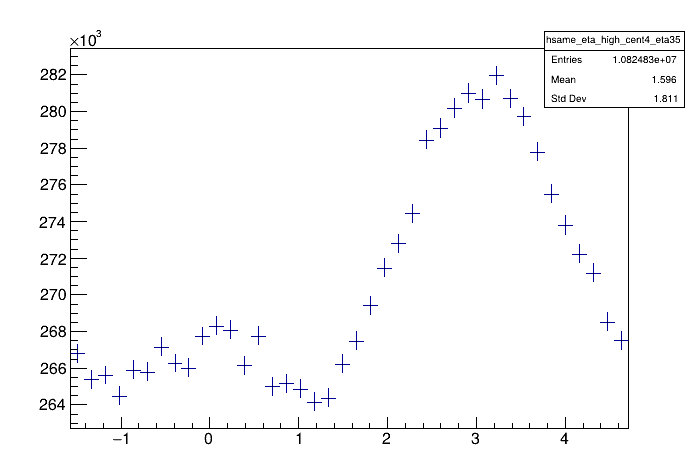 ×10³
hsame_eta_high_cent4_eta35
Entries 1.082483e+07
Mean 1.596
Std Dev 1.811
282
280
278
276
274
272
270
268
266
264
−1 0 1 2 3 4